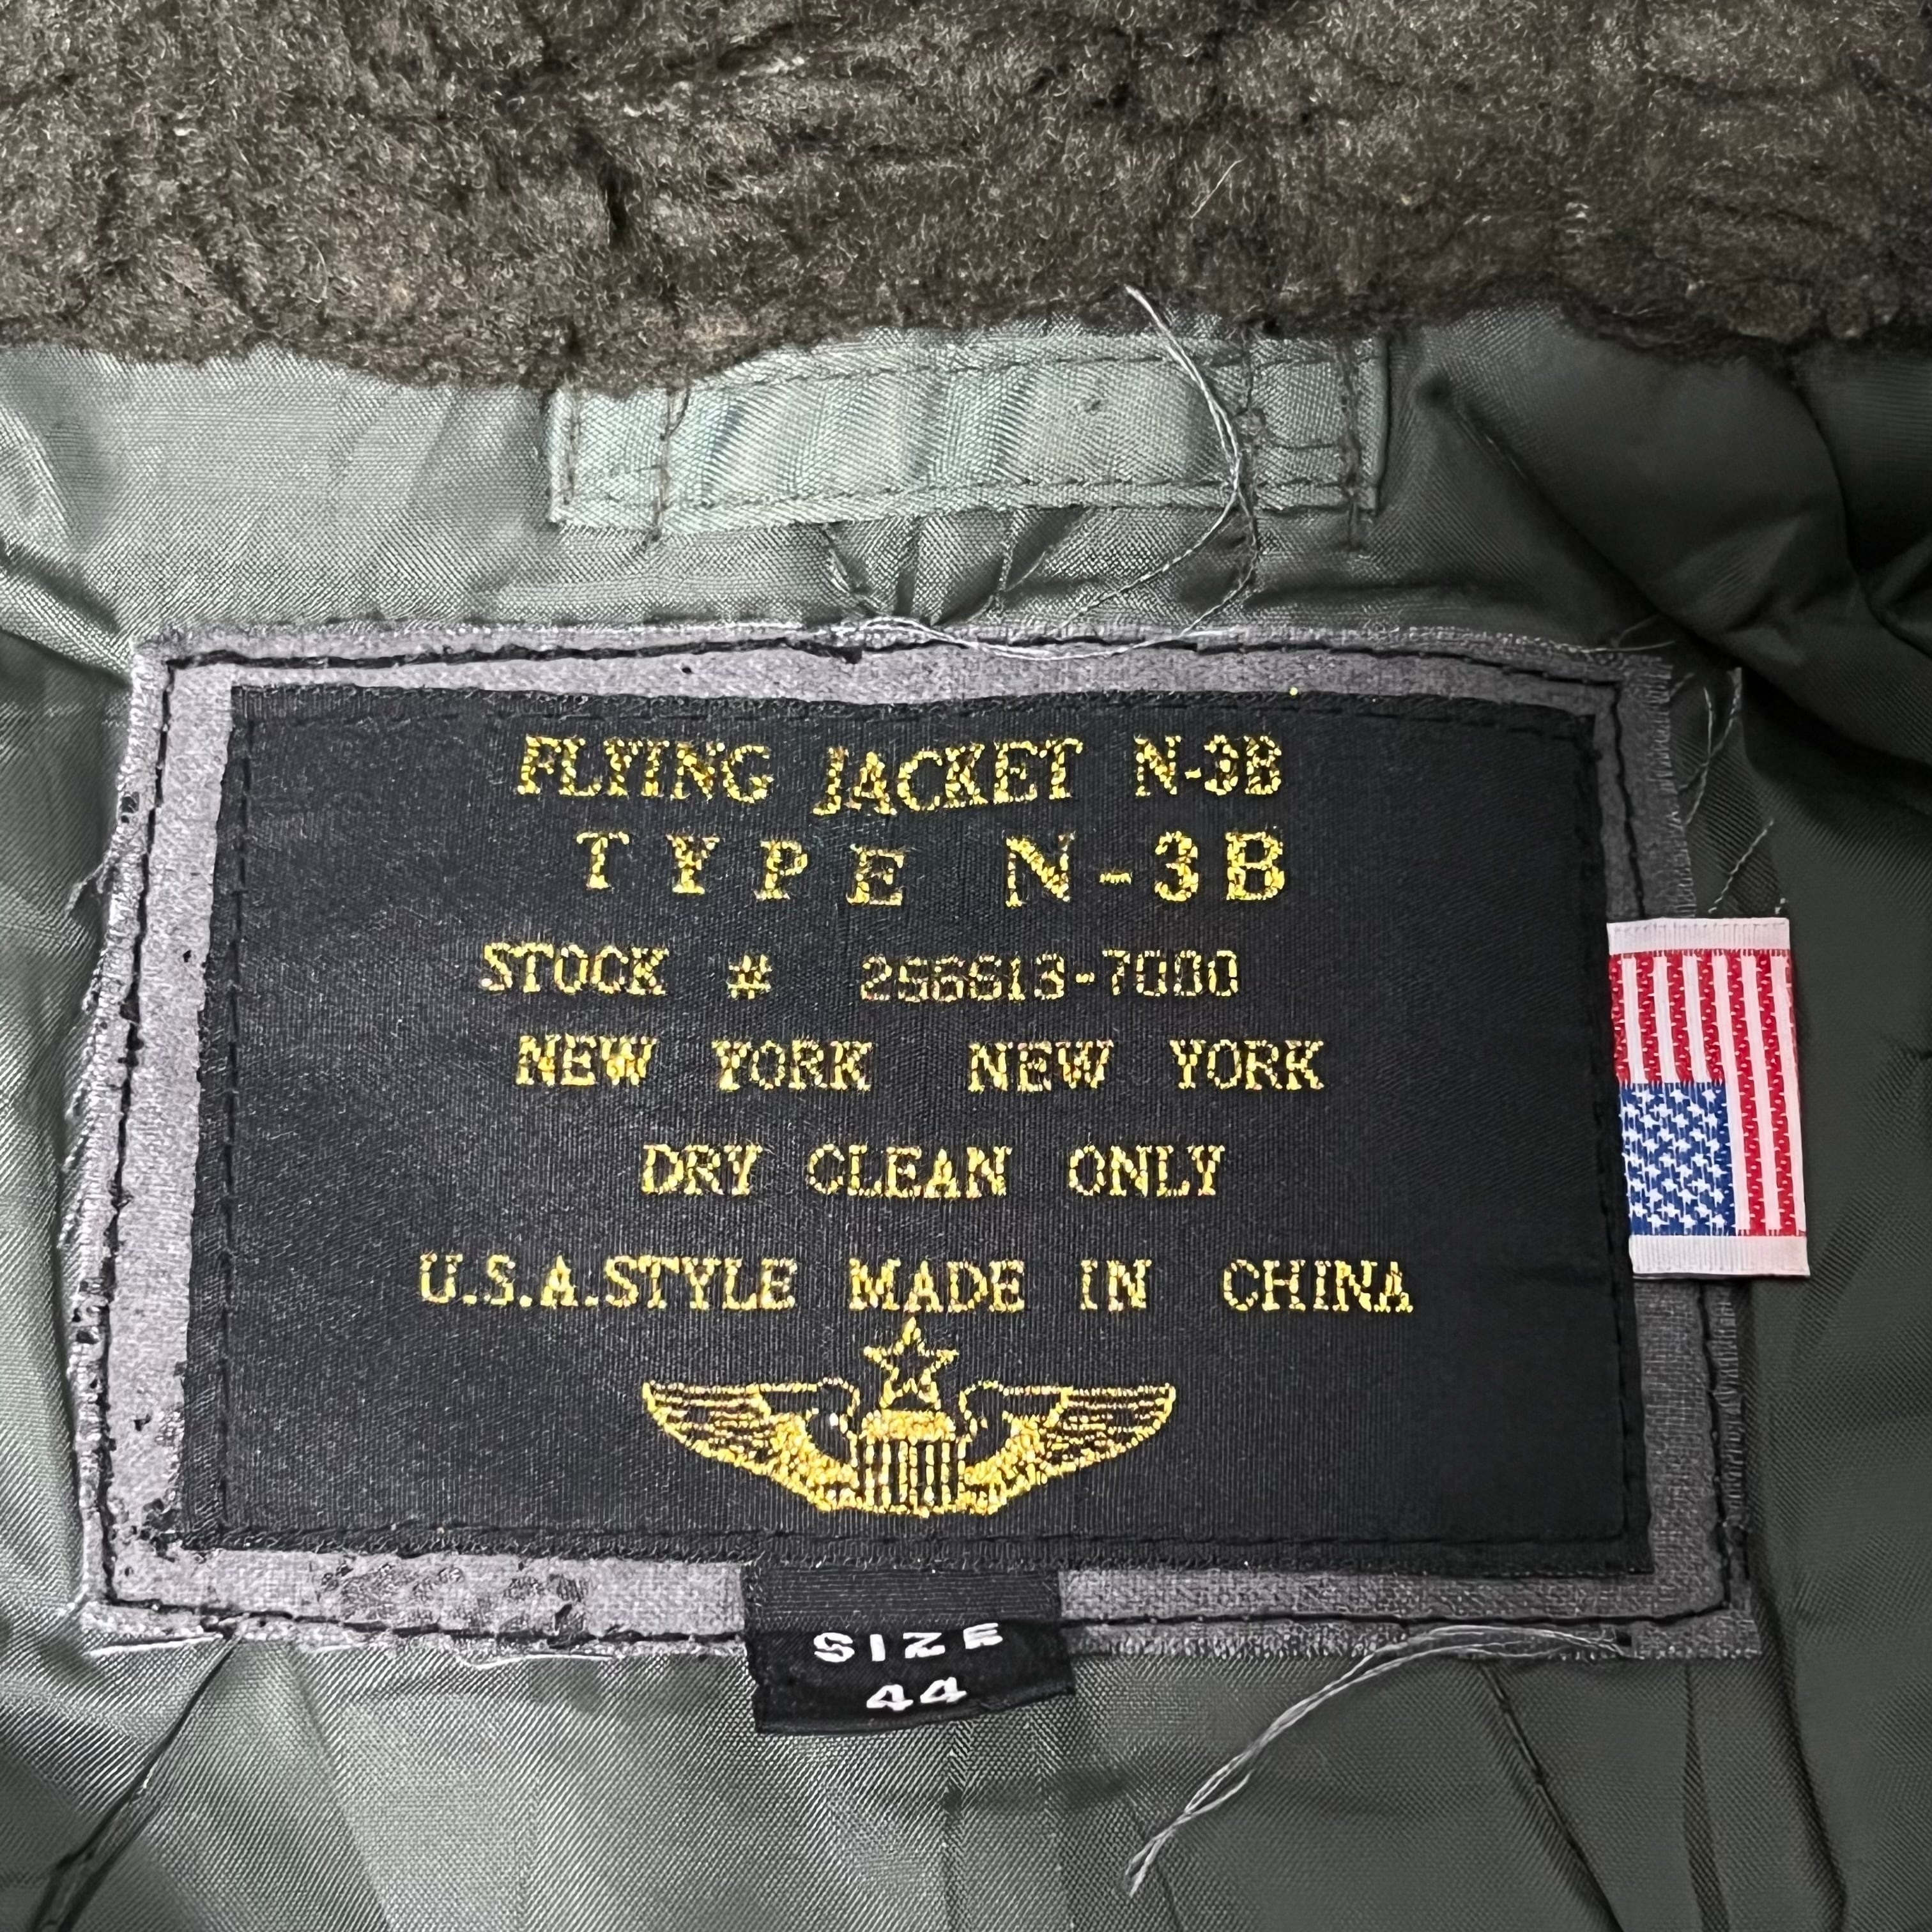 FLYING JACKET N-3B
TYPE N-3B
STOCK # 256613-7000
NEW YORK NEW YORK
DRY CLEAN ONLY
U.S.A.STYLE MADE IN CHINA
SIZE
44